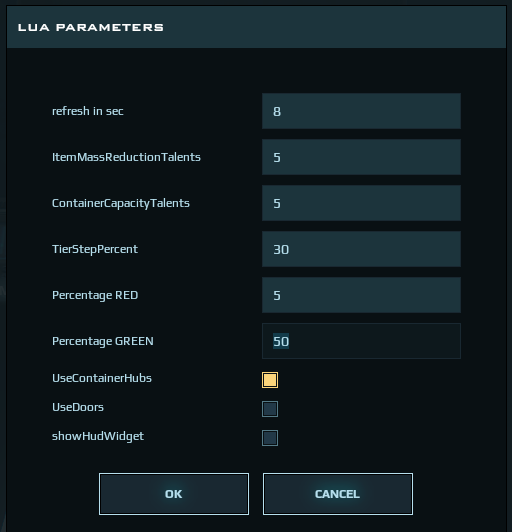 LUA PARAMETERS
refresh in sec 8
ItemMassReductionTalents 5
ContainerCapacityTalents 5
TierStepPercent 30
Percentage RED 5
Percentage GREEN 50
UseContainerHubs
UseDoors
showHudWidget
OK CANCEL